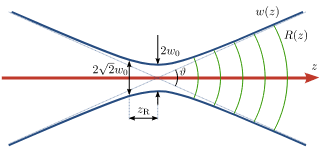 w(z)
R(z)
2w₀
z
2√2w₀
ϑ
z_R